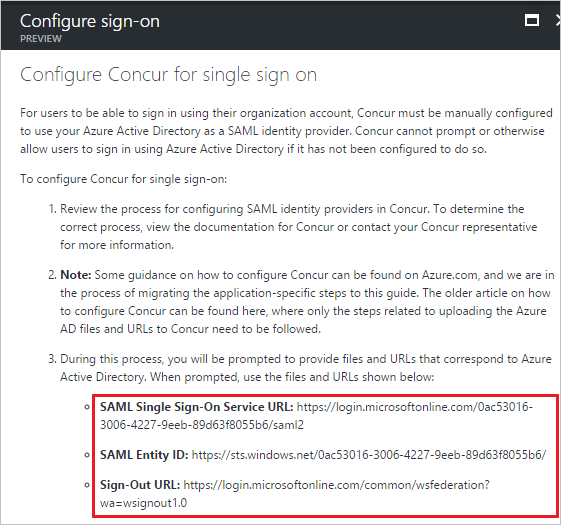 Configure sign-on
PREVIEW
Configure Concur for single sign on
For users to be able to sign in using their organization account, Concur must be manually configured
to use your Azure Active Directory as a SAML identity provider. Concur cannot prompt or otherwise
allow users to sign in using Azure Active Directory if it has not been configured to do so.
To configure Concur for single sign-on:
1. Review the process for configuring SAML identity providers in Concur. To determine the
correct process, view the documentation for Concur or contact your Concur representative
for more information.
2. Note: Some guidance on how to configure Concur can be found on Azure.com, and we are in
the process of migrating the application-specific steps to this guide. The older article on how
to configure Concur can be found here, where only the steps related to uploading the Azure
AD files and URLs to Concur need to be followed.
3. During this process, you will be prompted to provide files and URLs that correspond to Azure
Active Directory. When prompted, use the files and URLs shown below:
SAML Single Sign-On Service URL: https://login.microsoftonline.com/0ac53016-
3006-4227-9eeb-89d63f8055b6/saml2
SAML Entity ID: https://sts.windows.net/0ac53016-3006-4227-9eeb-89d63f8055b6/
Sign-Out URL: https://login.microsoftonline.com/common/wsfederation?
wa=wsignout1.0